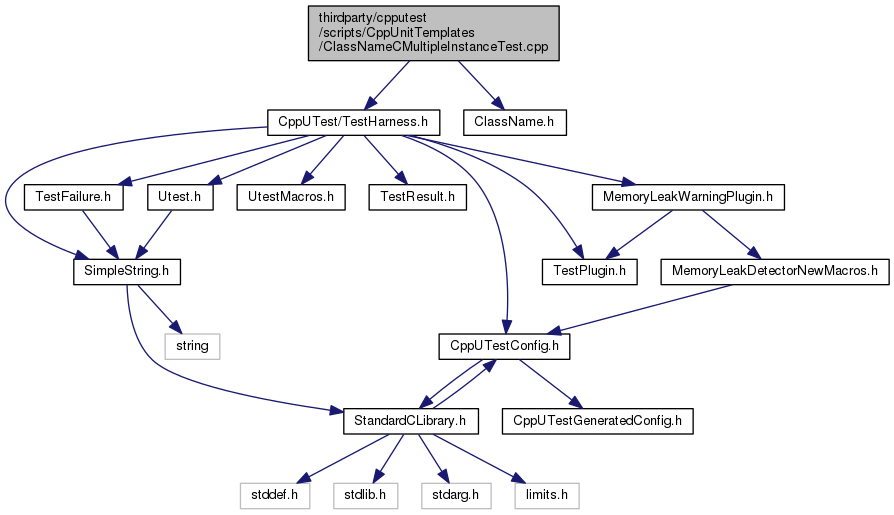 thirdparty/cpputest
/scripts/CppUnitTemplates
/ClassNameCMultipleInstanceTest.cpp
CppUTest/TestHarness.h
ClassName.h
TestFailure.h
Utest.h
UtestMacros.h
TestResult.h
MemoryLeakWarningPlugin.h
SimpleString.h
TestPlugin.h
MemoryLeakDetectorNewMacros.h
string
CppUTestConfig.h
StandardCLibrary.h
CppUTestGeneratedConfig.h
stddef.h
stdlib.h
stdarg.h
limits.h